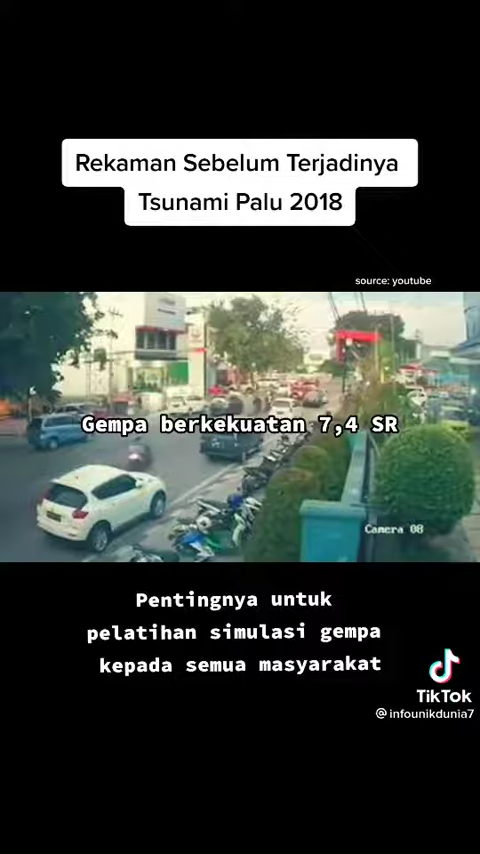 Rekaman Sebelum Terjadinya
Tsunami Palu 2018
source: youtube
Gempa berkekuatan 7,4 SR
Camera 08
Pentingnya untuk
pelatihan simulasi gempa
kepada semua masyarakat
TikTok
@infounikdunia7